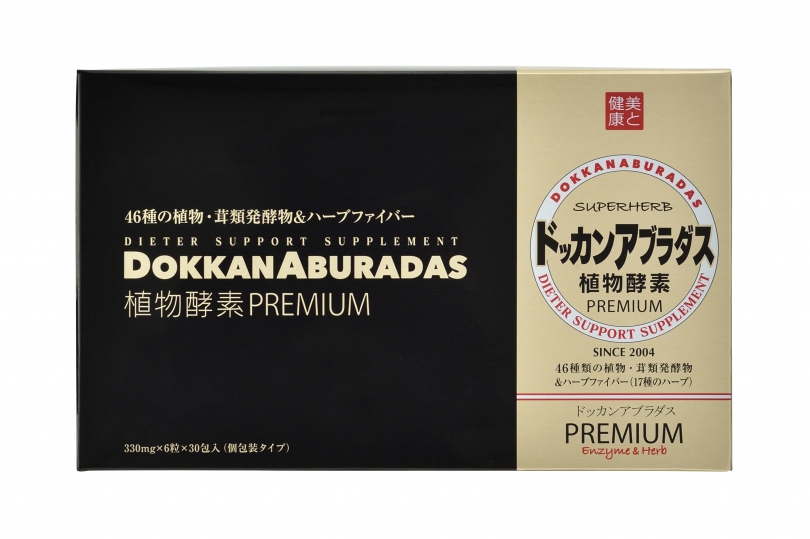 46種の植物・茸類発酵物&ハーブファイバー
DIETER SUPPORT SUPPLEMENT
DOKKANABURADAS
植物酵素PREMIUM
330mg×6粒×30包入（個包装タイプ）
美と
健康
DOKKANABURADAS
SUPERHERB
ドッカンアブラダス
植物酵素
PREMIUM
DIETER SUPPORT SUPPLEMENT
SINCE 2004
46種類の植物・茸類発酵物
&ハーブファイバー（17種のハーブ）
ドッカンアブラダス
PREMIUM
Enzyme & Herb